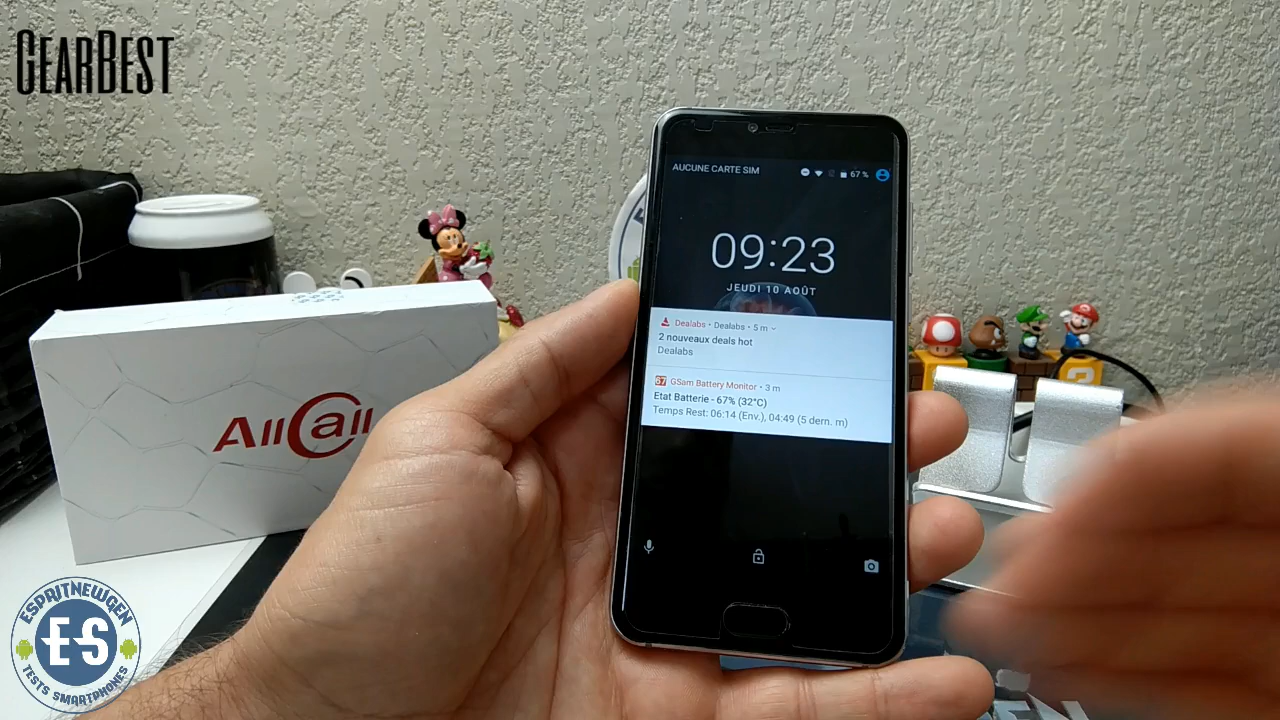 GEARBEST
AUCUNE CARTE SIM
67 %
09:23
JEUDI 10 AOÛT
Dealabs • Dealabs • 5 m
2 nouveaux deals hot
Dealabs
67 GSam Battery Monitor • 3 m
Etat Batterie - 67% (32°C)
Temps Rest: 06:14 (Env.), 04:49 (5 dern. m)
AllCall
ESPRITNEWGEN
ES
TESTS SMARTPHONES